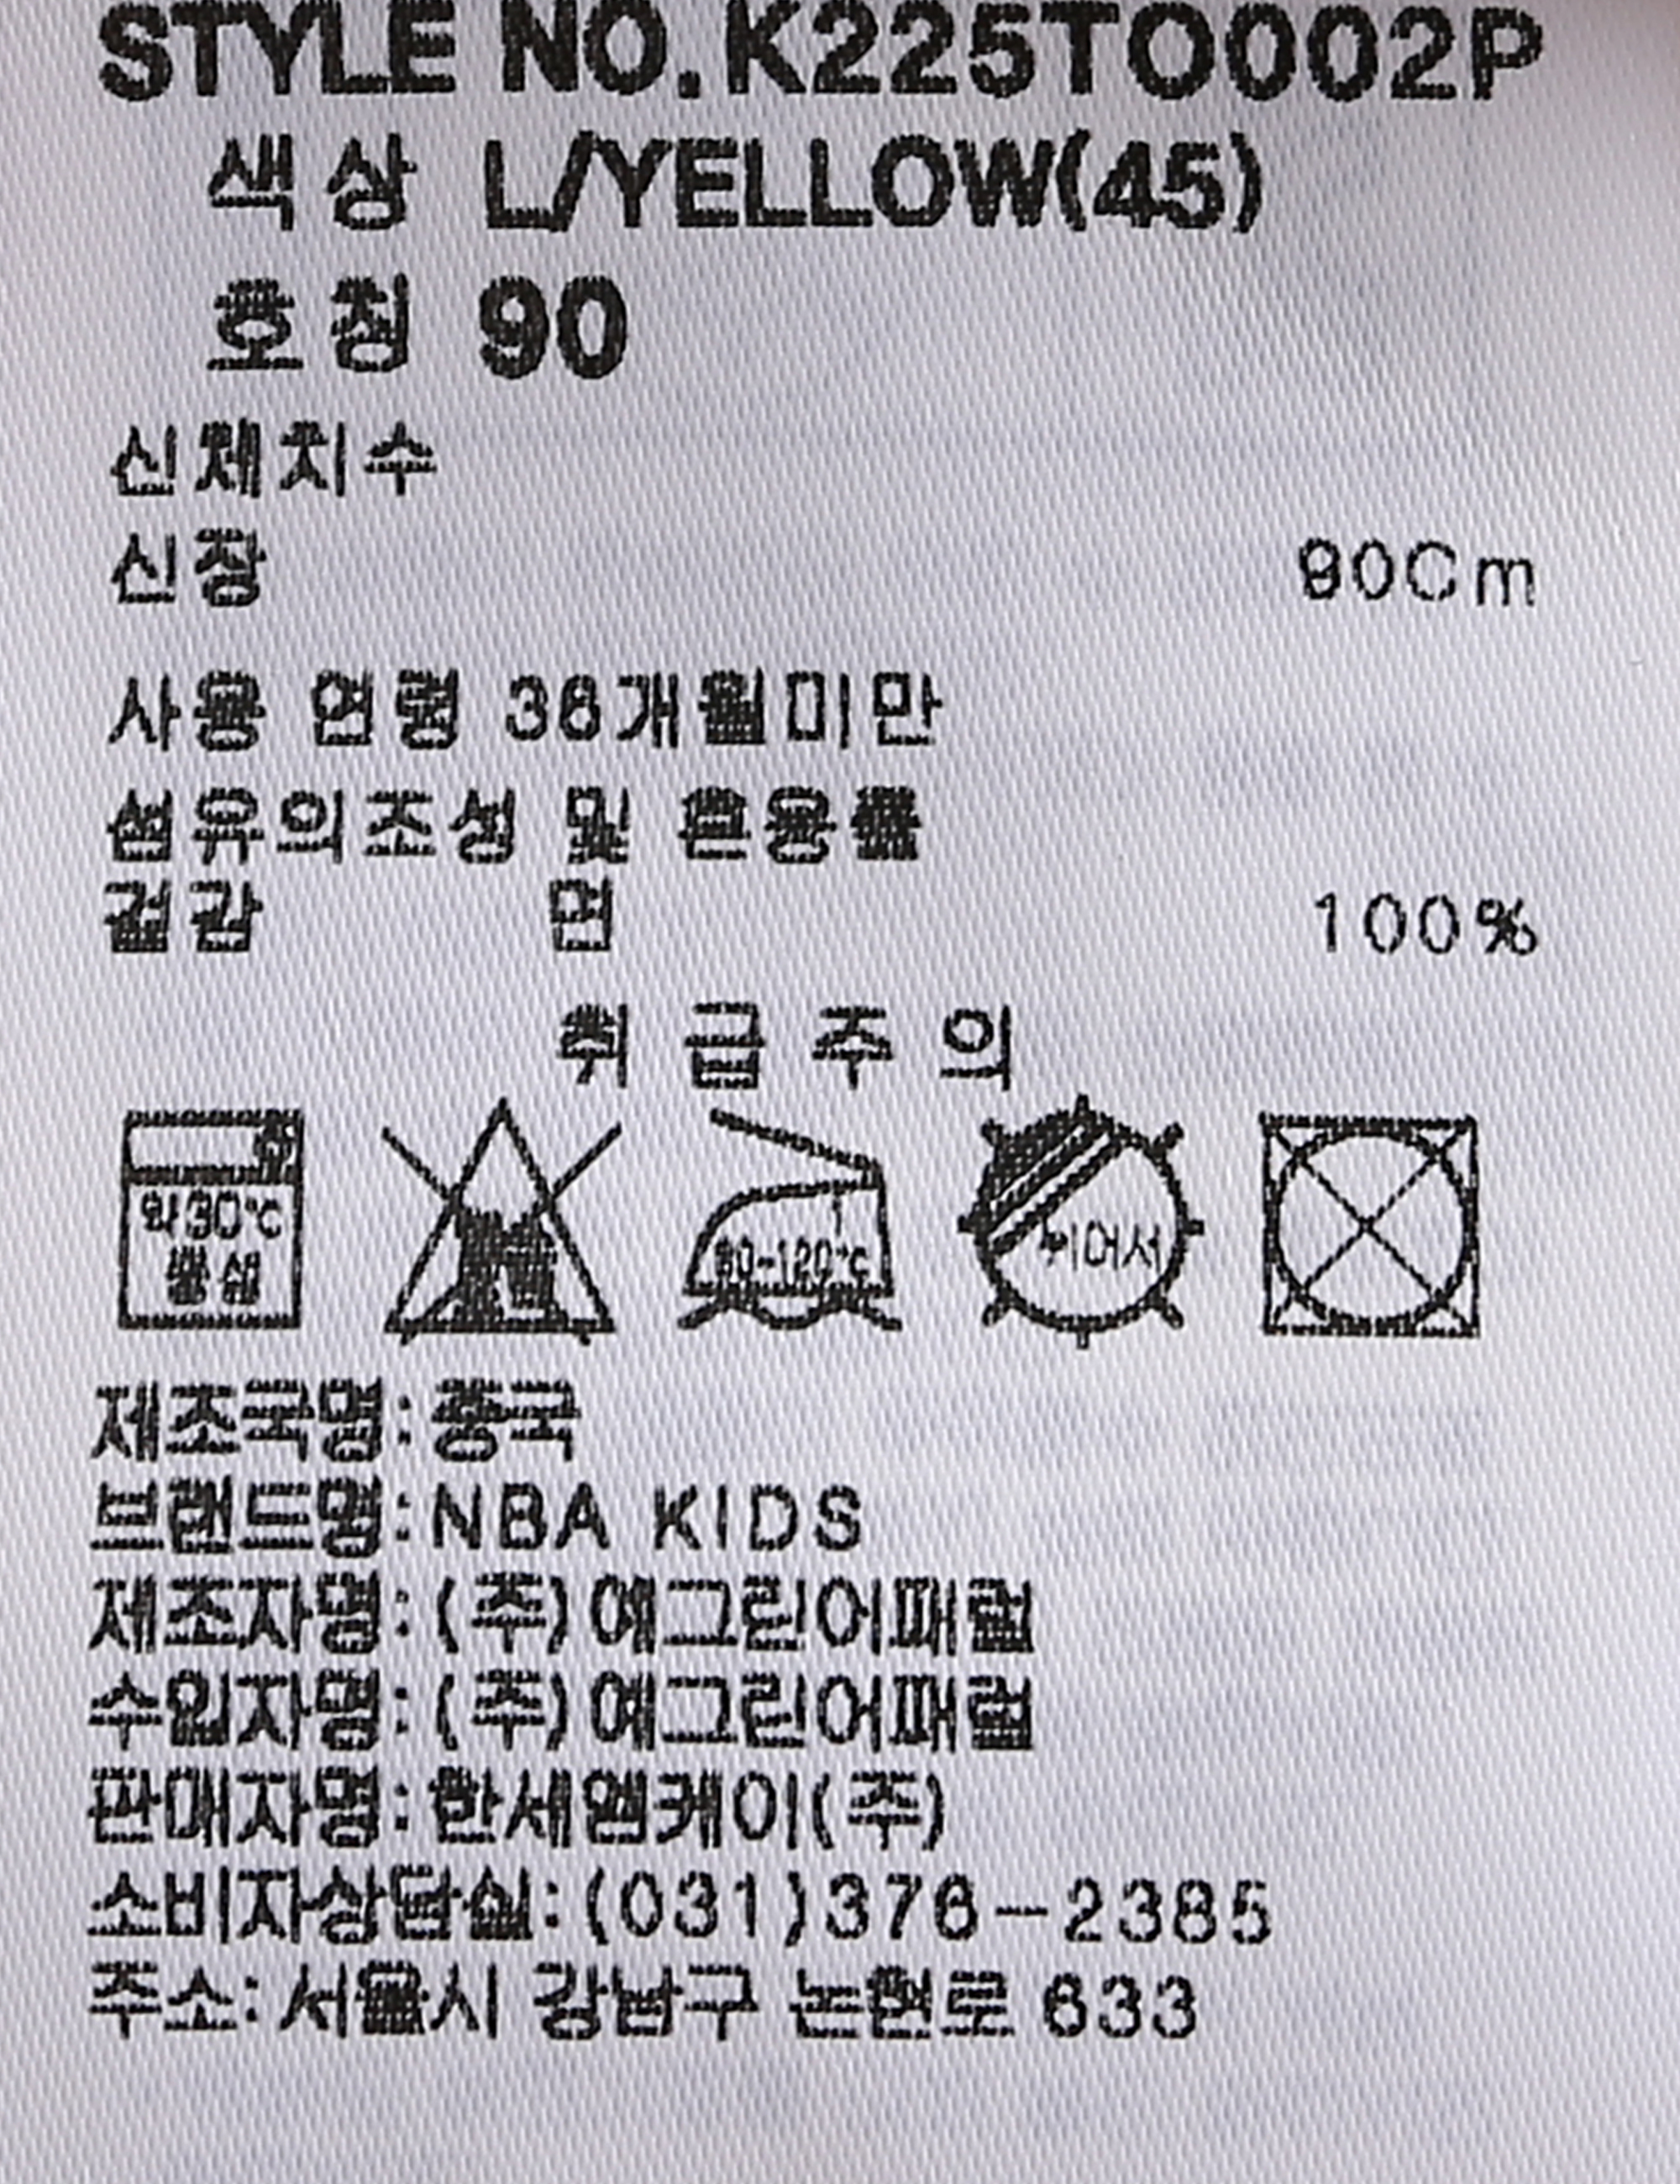 STYLE NO. K225TO002P
색상 L/YELLOW(45)
호칭 90
신체치수
신장 90Cm
사용 연령 36개월미만
섬유의조성 및 혼용률
겉감 면 100%
취급주의
약30℃
중성
80-120℃
뉘어서
제조국명:중국
브랜드명:NBA KIDS
제조자명:(주)예그린어패럴
수입자명:(주)예그린어패럴
판매자명:한세엠케이(주)
소비자상담실:(031)376-2385
주소:서울시 강남구 논현로 633